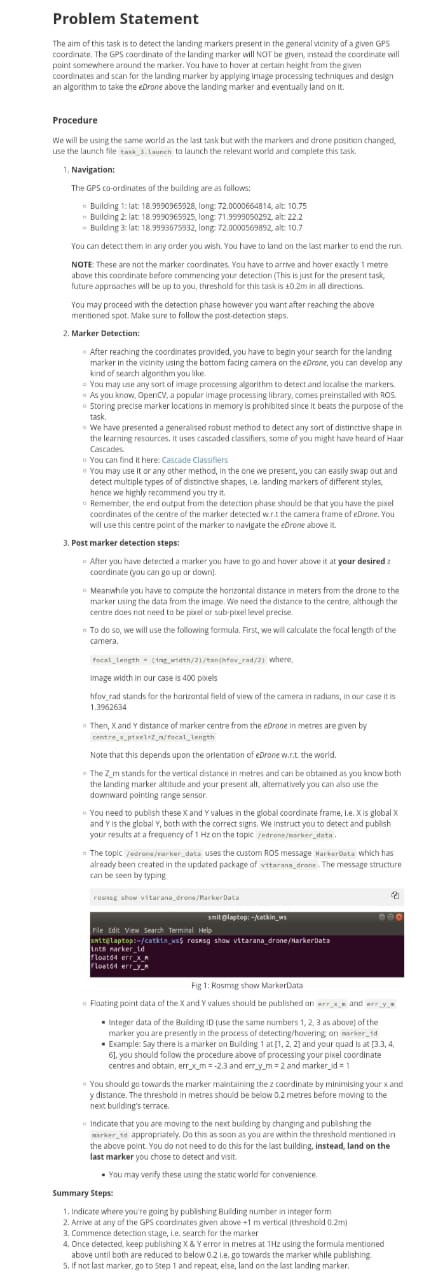 Problem Statement
The aim of this task is to detect the landing markers present in the general vicinity of a given GPS
coordinate. The GPS coordinate of the landing marker will NOT be given, instead the coordinate will
point somewhere around the marker. You have to hover at certain height from the given
coordinates and scan for the landing marker by applying image processing techniques and design
an algorithm to take the eDrone above the landing marker and eventually land on it.
Procedure
We will be using the same world as the last task but with the markers and drone position changed,
use the launch file task_3.launch to launch the relevant world and complete this task.
1. Navigation:
The GPS co-ordinates of the building are as follows:
Building 1: lat: 18.9990965928, long: 72.0000664814, alt: 10.75
Building 2: lat: 18.9990965925, long: 71.9999050292, alt: 22.2
Building 3: lat: 18.9993675932, long: 72.0000569892, alt: 10.7
You can detect them in any order you wish. You have to land on the last marker to end the run.
NOTE: These are not the marker coordinates. You have to arrive and hover exactly 1 metre
above this coordinate before commencing your detection (This is just for the present task,
future approaches will be up to you, threshold for this task is ±0.2m in all directions.
You may proceed with the detection phase however you want after reaching the above
mentioned spot. Make sure to follow the post-detection steps.
2. Marker Detection:
After reaching the coordinates provided, you have to begin your search for the landing
marker in the vicinity using the bottom facing camera on the eDrone, you can develop any
kind of search algorithm you like.
You may use any sort of image processing algorithm to detect and localise the markers.
As you know, OpenCV, a popular image processing library, comes preinstalled with ROS.
Storing precise marker locations in memory is prohibited since it beats the purpose of the
task.
We have presented a generalised robust method to detect any sort of distinctive shape in
the learning resources. It uses cascaded classifiers, some of you might have heard of Haar
Cascades.
You can find it here: Cascade Classifiers
You may use it or any other method, in the one we present, you can easily swap out and
detect multiple types of of distinctive shapes, i.e. landing markers of different styles,
hence we highly recommend you try it.
Remember, the end output from the detection phase should be that you have the pixel
coordinates of the centre of the marker detected w.r.t the camera frame of eDrone. You
will use this centre point of the marker to navigate the eDrone above it.
3. Post marker detection steps:
After you have detected a marker you have to go and hover above it at your desired z
coordinate (you can go up or down).
Meanwhile you have to compute the horizontal distance in meters from the drone to the
marker using the data from the image. We need the distance to the centre, although the
centre does not need to be pixel or sub-pixel level precise.
To do so, we will use the following formula. First, we will calculate the focal length of the
camera.
focal_length = (img_width/2)/tan(hfov_rad/2) where,
image width in our case is 400 pixels
hfov_rad stands for the horizontal field of view of the camera in radians, in our case it is
1.3962634
Then, X and Y distance of marker centre from the eDrone in metres are given by
centre_x_pixel*Z_m/focal_length
Note that this depends upon the orientation of eDrone w.r.t. the world.
The Z_m stands for the vertical distance in metres and can be obtained as you know both
the landing marker altitude and your present alt, alternatively you can also use the
downward pointing range sensor.
You need to publish these X and Y values in the global coordinate frame, i.e. X is global X
and Y is the global Y, both with the correct signs. We instruct you to detect and publish
your results at a frequency of 1 Hz on the topic /edrone/marker_data.
The topic /edrone/marker_data uses the custom ROS message MarkerData which has
already been created in the updated package of vitarana_drone. The message structure
can be seen by typing
rosmsg show vitarana_drone/MarkerData
smit@laptop: ~/catkin_ws
File Edit View Search Terminal Help
smit@laptop:~/catkin_ws$ rosmsg show vitarana_drone/MarkerData
int8 marker_id
float64 err_x_m
float64 err_y_m
Fig 1: Rosmsg show MarkerData
Floating point data of the X and Y values should be published on err_x_m and err_y_m
Integer data of the Building ID (use the same numbers 1, 2, 3 as above) of the
marker you are presently in the process of detecting/hovering; on marker_id
Example: Say there is a marker on Building 1 at [1, 2, 2] and your quad is at [3.3, 4,
6], you should follow the procedure above of processing your pixel coordinate
centres and obtain, err_x_m = -2.3 and err_y_m = 2 and marker_id = 1
You should go towards the marker maintaining the z coordinate by minimising your x and
y distance. The threshold in metres should be below 0.2 metres before moving to the
next building's terrace.
Indicate that you are moving to the next building by changing and publishing the
marker_id appropriately. Do this as soon as you are within the threshold mentioned in
the above point. You do not need to do this for the last building, instead, land on the
last marker you chose to detect and visit.
You may verify these using the static world for convenience.
Summary Steps:
1. Indicate where you're going by publishing Building number in integer form
2. Arrive at any of the GPS coordinates given above +1 m vertical (threshold 0.2m)
3. Commence detection stage, i.e. search for the marker
4. Once detected, keep publishing X & Y error in metres at 1Hz using the formula mentioned
above until both are reduced to below 0.2 i.e. go towards the marker while publishing.
5. If not last marker, go to Step 1 and repeat, else, land on the last landing marker.